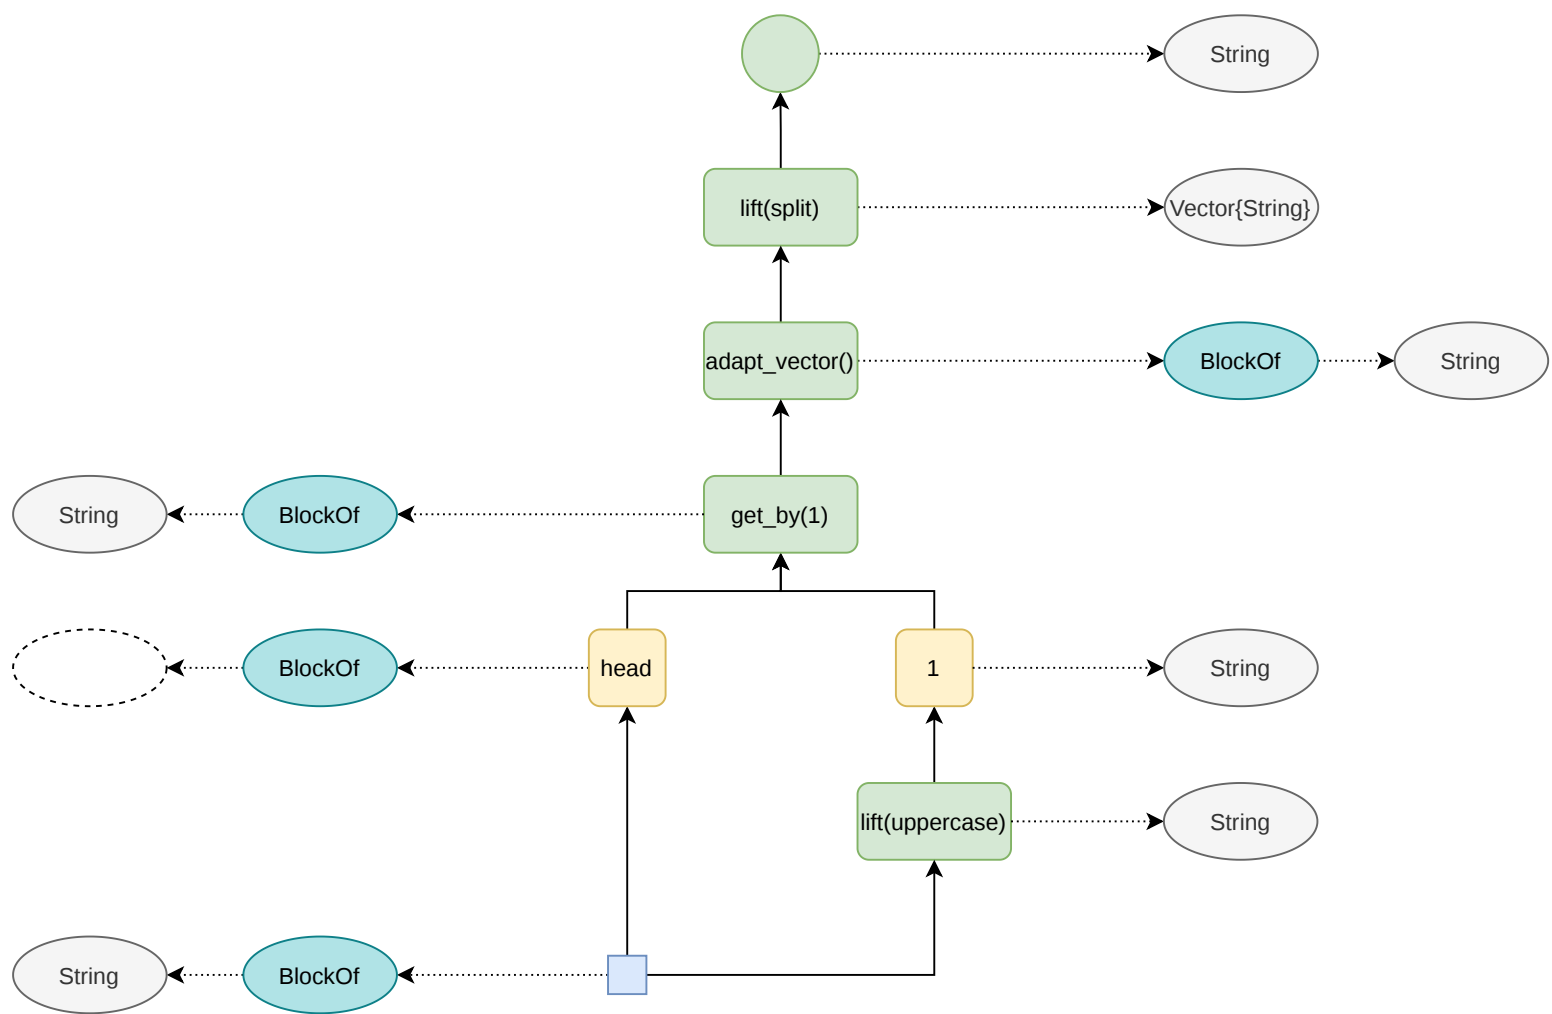 String
lift(split)
Vector{String}
adapt_vector()
BlockOf
String
String
BlockOf
get_by(1)
BlockOf
head
1
String
lift(uppercase)
String
String
BlockOf